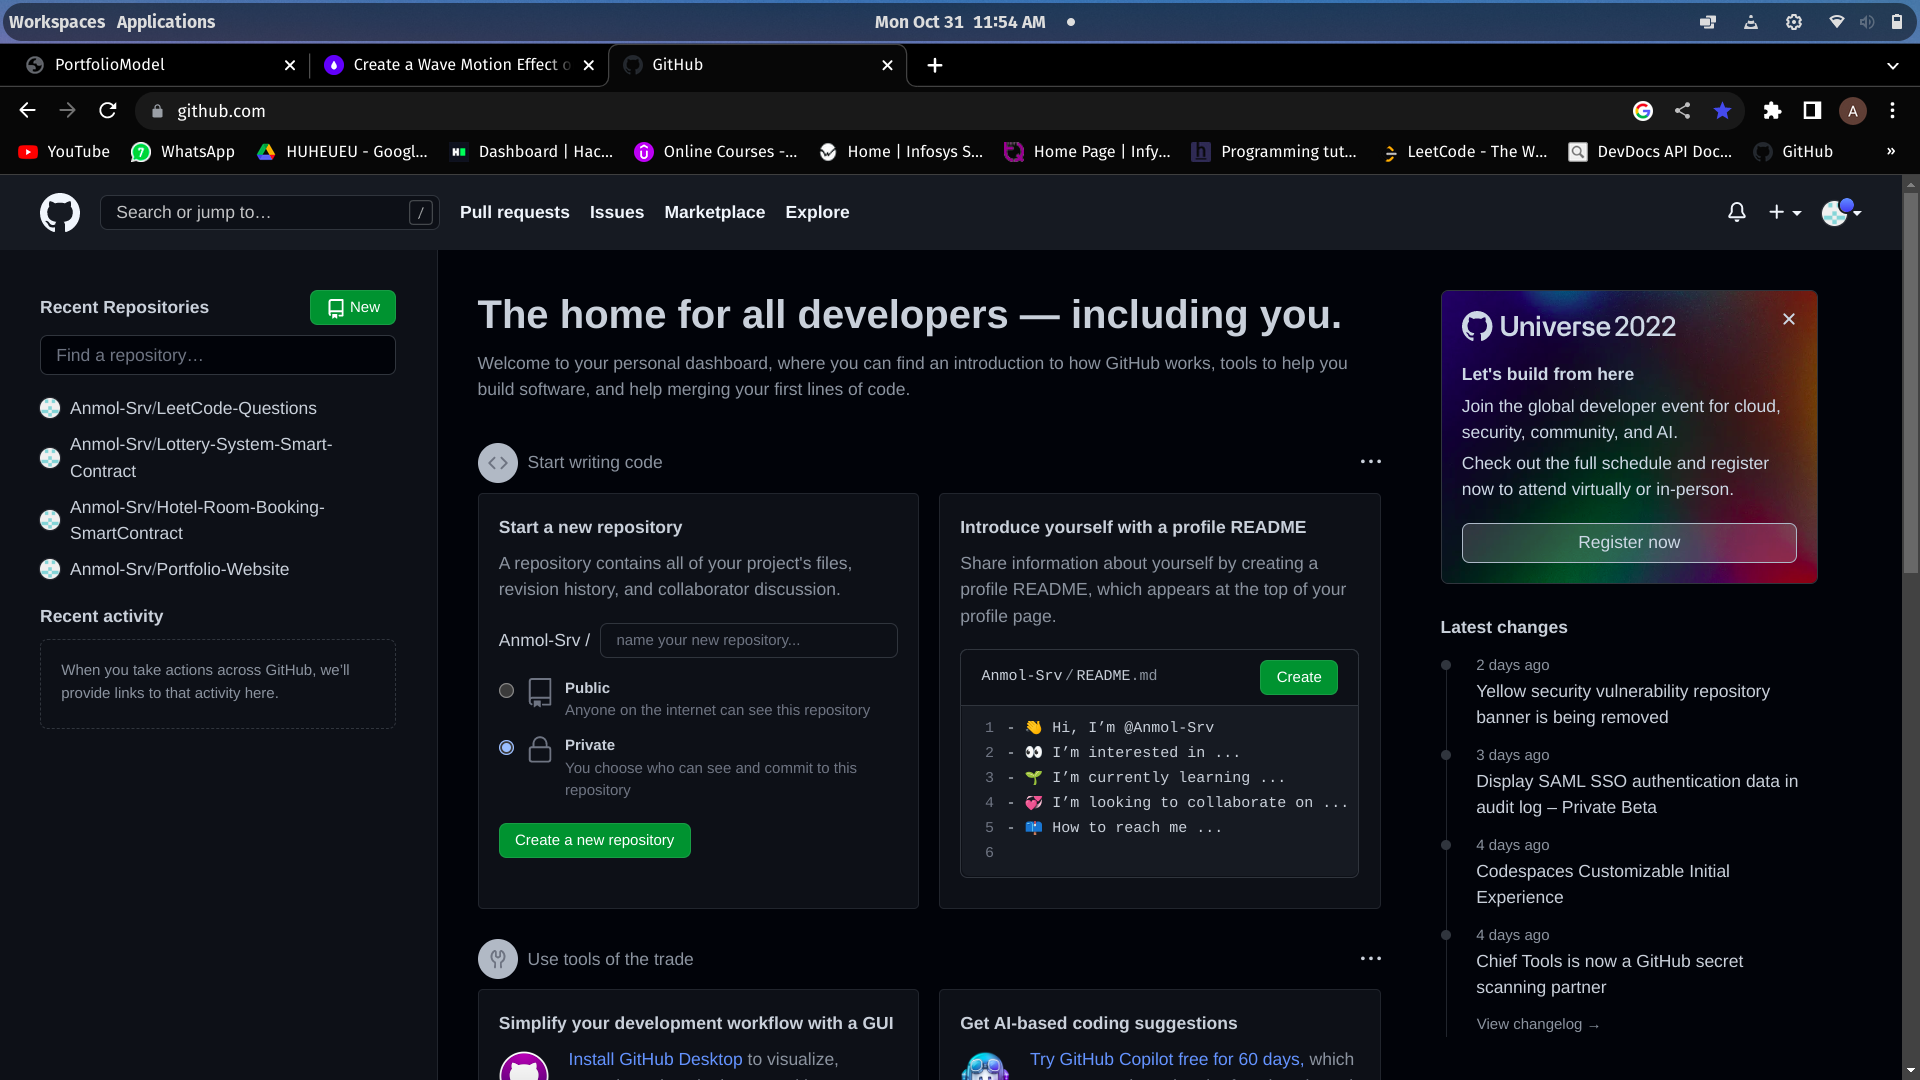 Workspaces Applications
Mon Oct 31 11:54 AM
PortfolioModel
Create a Wave Motion Effect
GitHub
github.com
A
YouTube
WhatsApp
HUHEUEU - Googl...
Dashboard | Hac...
Online Courses -...
Home | Infosys S...
Home Page | Infy...
Programming tut...
LeetCode - The W...
DevDocs API Doc...
GitHub
»
Search or jump to…
/
Pull requests
Issues
Marketplace
Explore
Recent Repositories
New
Find a repository…
Anmol-Srv/LeetCode-Questions
Anmol-Srv/Lottery-System-Smart-
Contract
Anmol-Srv/Hotel-Room-Booking-
SmartContract
Anmol-Srv/Portfolio-Website
Recent activity
When you take actions across GitHub, we'll
provide links to that activity here.
The home for all developers — including you.
Welcome to your personal dashboard, where you can find an introduction to how GitHub works, tools to help you
build software, and help merging your first lines of code.
Start writing code
Start a new repository
A repository contains all of your project's files,
revision history, and collaborator discussion.
Anmol-Srv /
name your new repository...
Public
Anyone on the internet can see this repository
Private
You choose who can see and commit to this
repository
Create a new repository
Introduce yourself with a profile README
Share information about yourself by creating a
profile README, which appears at the top of your
profile page.
Anmol-Srv/README.md
Create
1 - 👋 Hi, I’m @Anmol-Srv
2 - 👀 I’m interested in ...
3 - 🌱 I’m currently learning ...
4 - 💞️ I’m looking to collaborate on ...
5 - 📫 How to reach me ...
6
Use tools of the trade
Simplify your development workflow with a GUI
Install GitHub Desktop to visualize,
Get AI-based coding suggestions
Try GitHub Copilot free for 60 days, which
Universe 2022
Let's build from here
Join the global developer event for cloud,
security, community, and AI.
Check out the full schedule and register
now to attend virtually or in-person.
Register now
Latest changes
2 days ago
Yellow security vulnerability repository
banner is being removed
3 days ago
Display SAML SSO authentication data in
audit log – Private Beta
4 days ago
Codespaces Customizable Initial
Experience
4 days ago
Chief Tools is now a GitHub secret
scanning partner
View changelog →